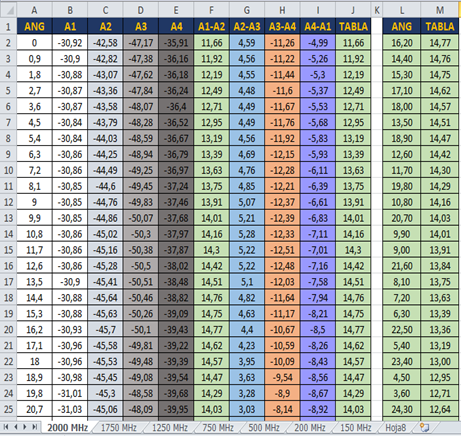 A B C D E F G H I J K L M
1 ANG A1 A2 A3 A4 A1-A2 A2-A3 A3-A4 A4-A1 TABLA ANG TABLA
2 0 -30,92 -42,58 -47,17 -35,91 11,66 4,59 -11,26 -4,99 11,66 16,20 14,77
3 0,9 -30,9 -42,82 -47,38 -36,16 11,92 4,56 -11,22 -5,26 11,92 14,40 14,76
4 1,8 -30,88 -43,07 -47,62 -36,18 12,19 4,55 -11,44 -5,3 12,19 15,30 14,75
5 2,7 -30,87 -43,36 -47,84 -36,24 12,49 4,48 -11,6 -5,37 12,49 17,10 14,62
6 3,6 -30,87 -43,58 -48,07 -36,4 12,71 4,49 -11,67 -5,53 12,71 18,00 14,57
7 4,5 -30,84 -43,79 -48,28 -36,52 12,95 4,49 -11,76 -5,68 12,95 13,50 14,51
8 5,4 -30,84 -44,03 -48,59 -36,67 13,19 4,56 -11,92 -5,83 13,19 18,90 14,47
9 6,3 -30,86 -44,25 -48,94 -36,79 13,39 4,69 -12,15 -5,93 13,39 12,60 14,42
10 7,2 -30,86 -44,49 -49,25 -36,97 13,63 4,76 -12,28 -6,11 13,63 11,70 14,30
11 8,1 -30,85 -44,6 -49,45 -37,24 13,75 4,85 -12,21 -6,39 13,75 19,80 14,29
12 9 -30,85 -44,76 -49,83 -37,46 13,91 5,07 -12,37 -6,61 13,91 10,80 14,16
13 9,9 -30,85 -44,86 -50,07 -37,68 14,01 5,21 -12,39 -6,83 14,01 20,70 14,03
14 10,8 -30,86 -45,02 -50,3 -37,97 14,16 5,28 -12,33 -7,11 14,16 9,90 14,01
15 11,7 -30,86 -45,16 -50,38 -37,87 14,3 5,22 -12,51 -7,01 14,3 9,00 13,91
16 12,6 -30,86 -45,28 -50,5 -38,02 14,42 5,22 -12,48 -7,16 14,42 21,60 13,84
17 13,5 -30,9 -45,41 -50,51 -38,48 14,51 5,1 -12,03 -7,58 14,51 8,10 13,75
18 14,4 -30,88 -45,64 -50,46 -38,82 14,76 4,82 -11,64 -7,94 14,76 7,20 13,63
19 15,3 -30,88 -45,63 -50,26 -39,09 14,75 4,63 -11,17 -8,21 14,75 6,30 13,39
20 16,2 -30,93 -45,7 -50,1 -39,43 14,77 4,4 -10,67 -8,5 14,77 22,50 13,36
21 17,1 -30,96 -45,58 -49,81 -39,22 14,62 4,23 -10,59 -8,26 14,62 5,40 13,19
22 18 -30,96 -45,53 -49,48 -39,39 14,57 3,95 -10,09 -8,43 14,57 23,40 13,00
23 18,9 -30,98 -45,45 -49,08 -39,54 14,47 3,63 -9,54 -8,56 14,47 4,50 12,95
24 19,8 -31,01 -45,3 -48,58 -39,68 14,29 3,28 -8,9 -8,67 14,29 3,60 12,71
25 20,7 -31,03 -45,06 -48,09 -39,95 14,03 3,03 -8,14 -8,92 14,03 24,30 12,64
2000 MHz 1750 MHz 1250 MHz 750 MHz 500 MHz 200 MHz 150 MHz Hoja8